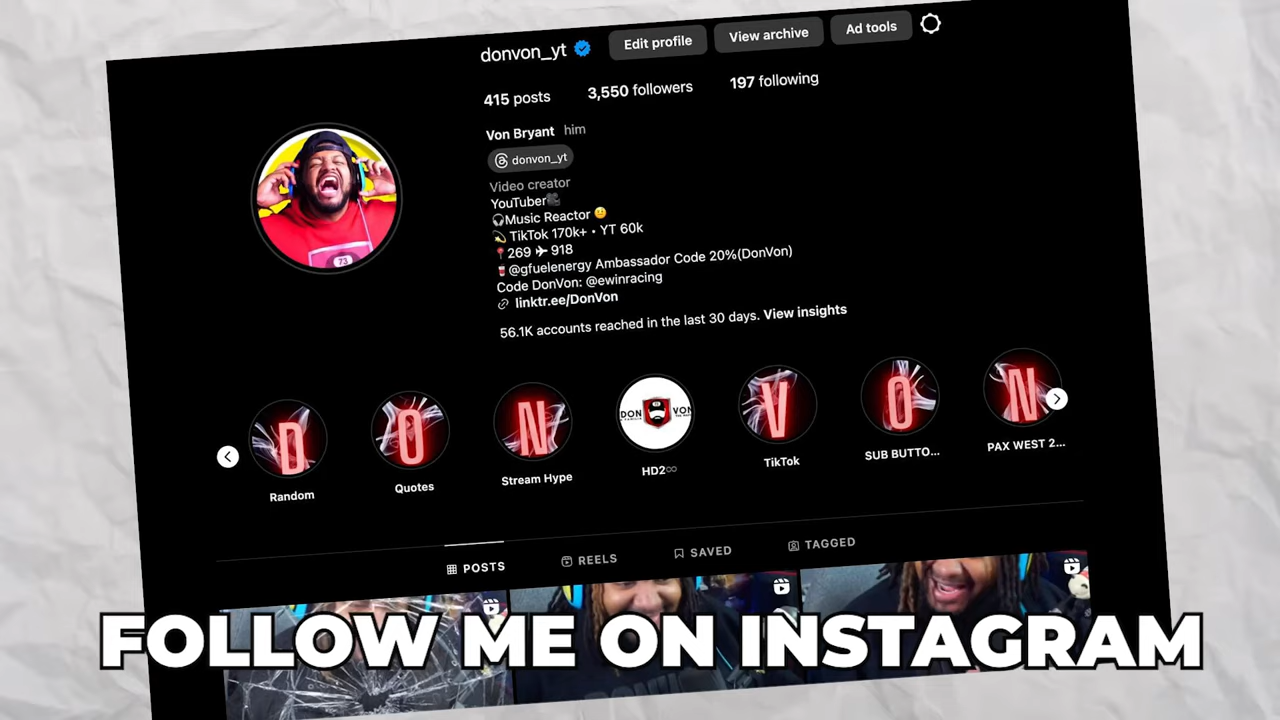 donvon_yt Edit profile View archive Ad tools
415 posts 3,550 followers 197 following
Von Bryant him
donvon_yt
Video creator
YouTuber🎥
🎧Music Reactor 😃
💫 TikTok 170k+ • YT 60k
📍269 ✈ 918
🥤@gfuelenergy Ambassador Code 20%(DonVon)
Code DonVon: @ewinracing
linktr.ee/DonVon
56.1K accounts reached in the last 30 days. View insights
D O N DON VON V O N
Random Quotes Stream Hype HD2♾ TikTok SUB BUTTO... PAX WEST 2...
POSTS REELS SAVED TAGGED
FOLLOW ME ON INSTAGRAM
73